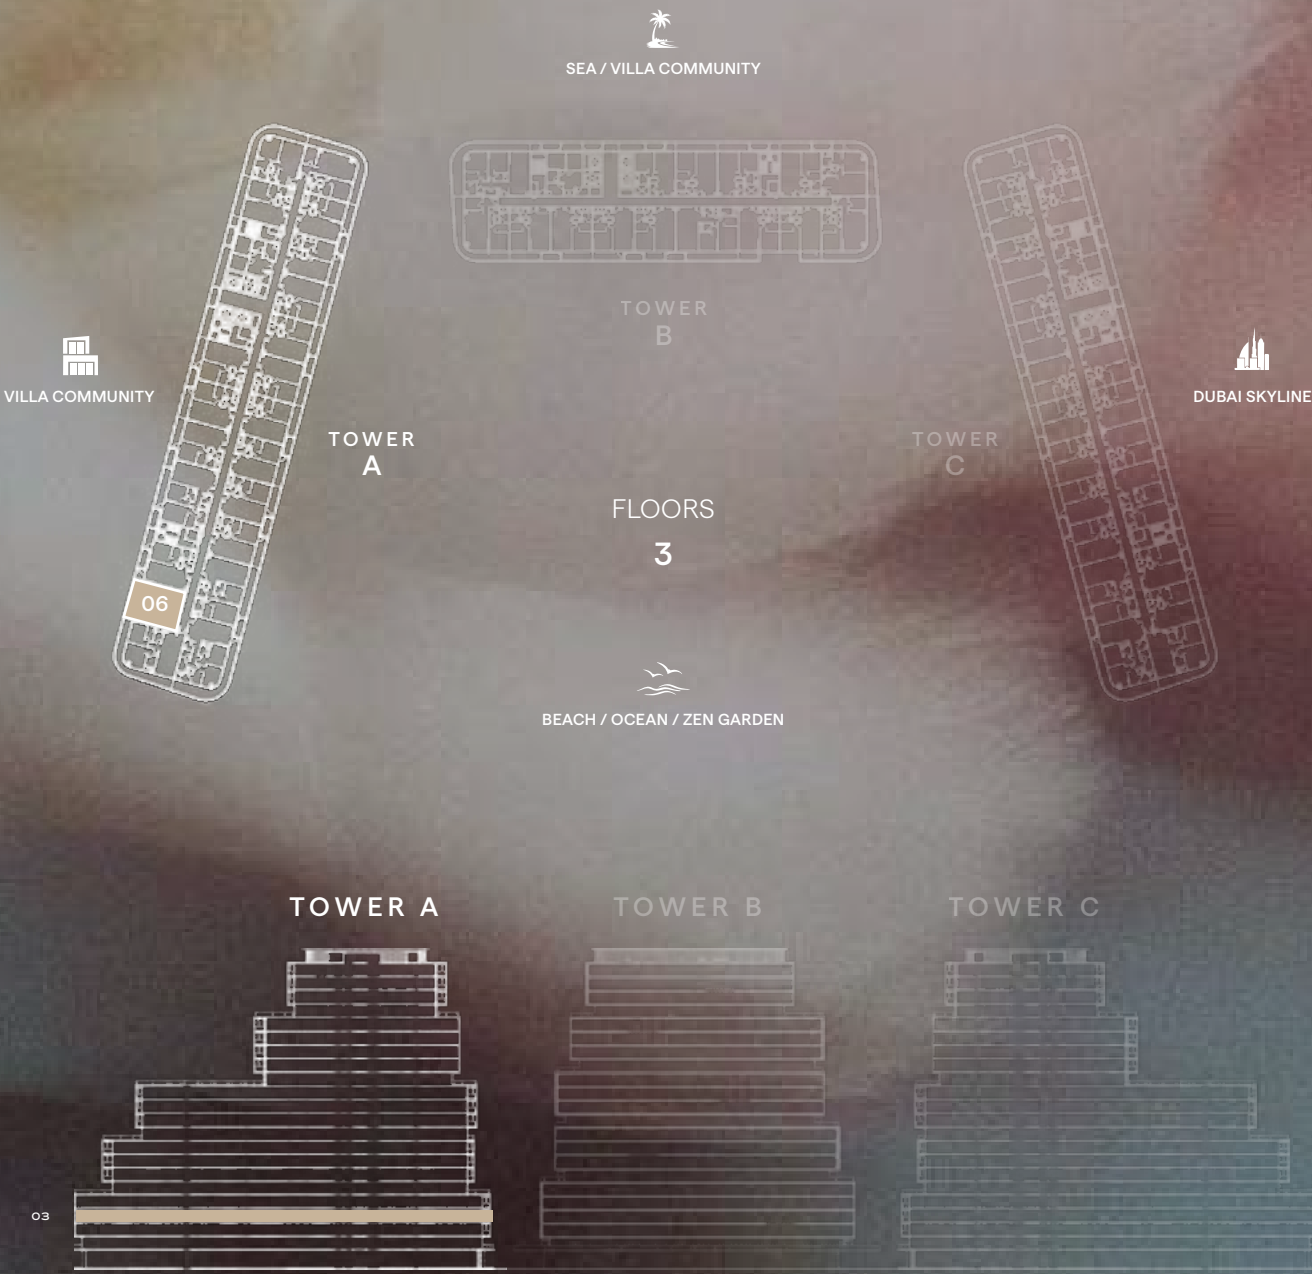 SEA / VILLA COMMUNITY
TOWER
B
VILLA COMMUNITY
DUBAI SKYLINE
TOWER
A
TOWER
C
FLOORS
3
06
BEACH / OCEAN / ZEN GARDEN
TOWER A
TOWER B
TOWER C
03